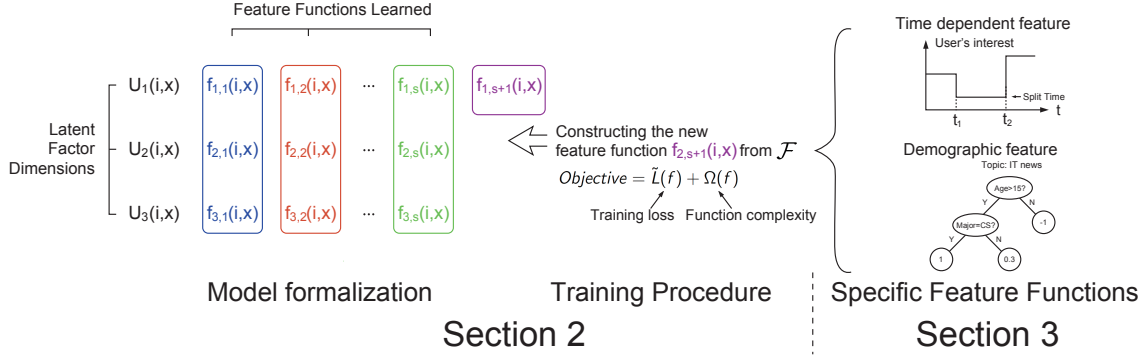 Feature Functions Learned
U₁(i,x) f₁,₁(i,x) f₁,₂(i,x) ... f₁,ₛ(i,x) f₁,ₛ₊₁(i,x)
Latent
Factor
Dimensions
U₂(i,x) f₂,₁(i,x) f₂,₂(i,x) ... f₂,ₛ(i,x)
U₃(i,x) f₃,₁(i,x) f₃,₂(i,x) ... f₃,ₛ(i,x)
Constructing the new
feature function f₂,ₛ₊₁(i,x) from ℱ
Objective = L̃(f) + Ω(f)
Training loss Function complexity
Time dependent feature
User's interest
Split Time
t₁ t₂ t
Demographic feature
Topic: IT news
Age>15?
Y N
Major=CS? -1
Y N
1 0.3
Model formalization Training Procedure Specific Feature Functions
Section 2 Section 3